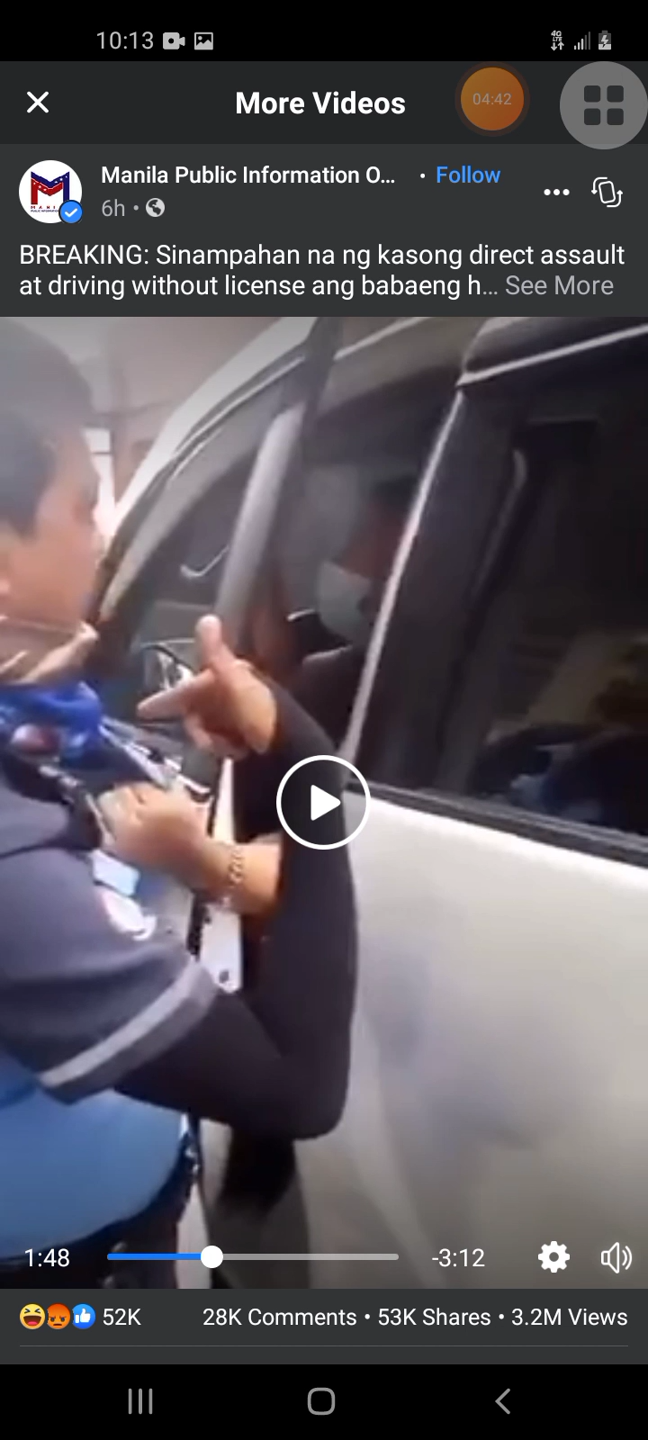 10:13
4G
LTE
More Videos
04:42
Manila Public Information O... • Follow
6h •
BREAKING: Sinampahan na ng kasong direct assault
at driving without license ang babaeng h... See More
1:48
-3:12
52K
28K Comments • 53K Shares • 3.2M Views